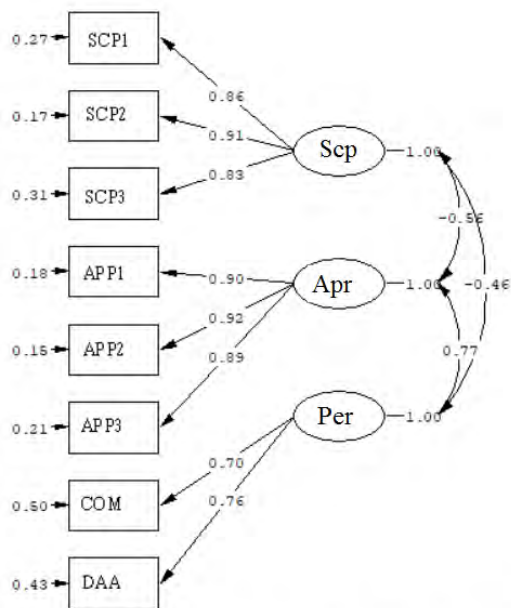 0.27 SCP1
0.86
0.17 SCP2
0.91
Scp 1.00
0.83
0.31 SCP3
-0.56
0.18 APP1
0.90
Apr 1.00
-0.46
0.92
0.15 APP2
0.89
0.77
0.21 APP3
Per 1.00
0.70
0.50 COM
0.76
0.43 DAA